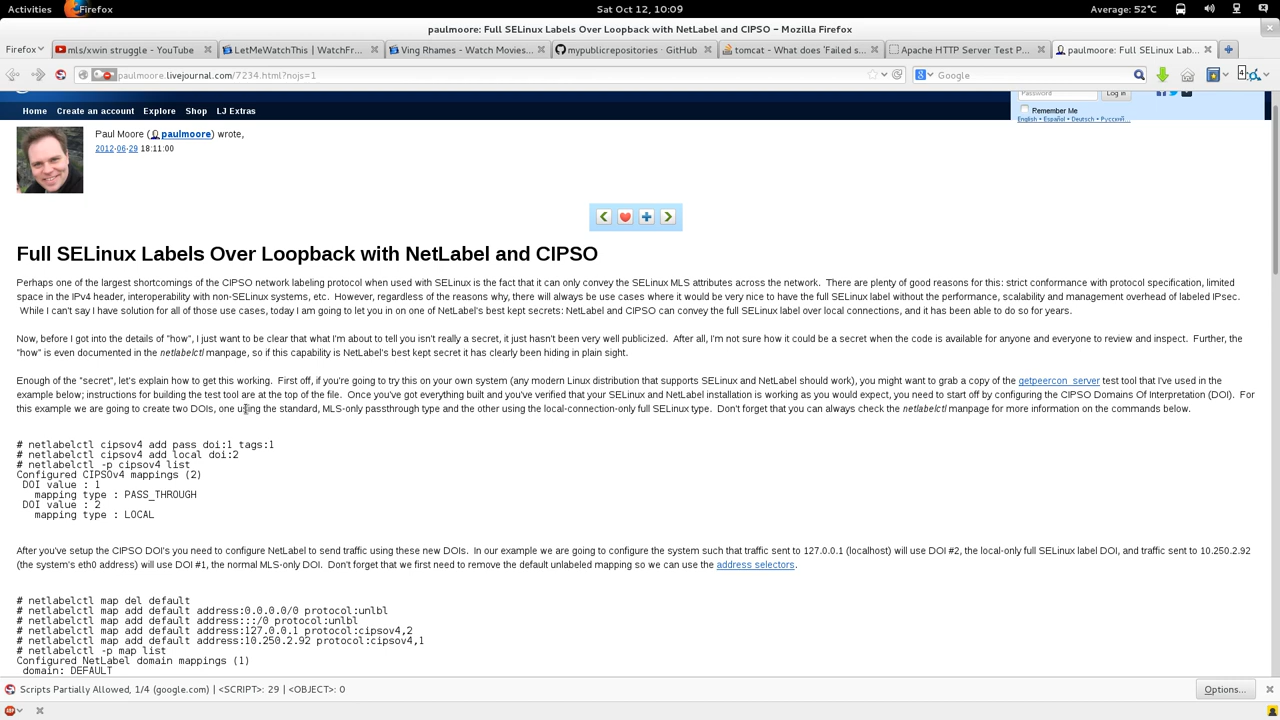 Activities Firefox Sat Oct 12, 10:09 Average: 52°C
paulmoore: Full SELinux Labels Over Loopback with NetLabel and CIPSO - Mozilla Firefox
Firefox mls/xwin struggle - YouTube LetMeWatchThis | WatchFr... Ving Rhames - Watch Movies... mypublicrepositories · GitHub tomcat - What does 'Failed s... Apache HTTP Server Test P... paulmoore: Full SELinux Lab...
paulmoore.livejournal.com/7234.html?nojs=1 Google 4
Password Log in
Home Create an account Explore Shop LJ Extras Remember Me
English • Español • Deutsch • Русский...
Paul Moore (paulmoore) wrote,
2012-06-29 18:11:00
Full SELinux Labels Over Loopback with NetLabel and CIPSO
Perhaps one of the largest shortcomings of the CIPSO network labeling protocol when used with SELinux is the fact that it can only convey the SELinux MLS attributes across the network. There are plenty of good reasons for this: strict conformance with protocol specification, limited
space in the IPv4 header, interoperability with non-SELinux systems, etc. However, regardless of the reasons why, there will always be use cases where it would be very nice to have the full SELinux label without the performance, scalability and management overhead of labeled IPsec.
While I can't say I have solution for all of those use cases, today I am going to let you in on one of NetLabel's best kept secrets: NetLabel and CIPSO can convey the full SELinux label over local connections, and it has been able to do so for years.
Now, before I got into the details of "how", I just want to be clear that what I'm about to tell you isn't really a secret, it just hasn't been very well publicized. After all, I'm not sure how it could be a secret when the code is available for anyone and everyone to review and inspect. Further, the
"how" is even documented in the netlabelctl manpage, so if this capability is NetLabel's best kept secret it has clearly been hiding in plain sight.
Enough of the "secret", let's explain how to get this working. First off, if you're going to try this on your own system (any modern Linux distribution that supports SELinux and NetLabel should work), you might want to grab a copy of the getpeercon_server test tool that I've used in the
example below; instructions for building the test tool are at the top of the file. Once you've got everything built and you've verified that your SELinux and NetLabel installation is working as you would expect, you need to start off by configuring the CIPSO Domains Of Interpretation (DOI). For
this example we are going to create two DOIs, one using the standard, MLS-only passthrough type and the other using the local-connection-only full SELinux type. Don't forget that you can always check the netlabelctl manpage for more information on the commands below.
# netlabelctl cipsov4 add pass doi:1 tags:1
# netlabelctl cipsov4 add local doi:2
# netlabelctl -p cipsov4 list
Configured CIPSOv4 mappings (2)
DOI value : 1
mapping type : PASS_THROUGH
DOI value : 2
mapping type : LOCAL
After you've setup the CIPSO DOI's you need to configure NetLabel to send traffic using these new DOIs. In our example we are going to configure the system such that traffic sent to 127.0.0.1 (localhost) will use DOI #2, the local-only full SELinux label DOI, and traffic sent to 10.250.2.92
(the system's eth0 address) will use DOI #1, the normal MLS-only DOI. Don't forget that we first need to remove the default unlabeled mapping so we can use the address selectors.
# netlabelctl map del default
# netlabelctl map add default address:0.0.0.0/0 protocol:unlbl
# netlabelctl map add default address:::/0 protocol:unlbl
# netlabelctl map add default address:127.0.0.1 protocol:cipsov4,2
# netlabelctl map add default address:10.250.2.92 protocol:cipsov4,1
# netlabelctl -p map list
Configured NetLabel domain mappings (1)
domain: DEFAULT
Scripts Partially Allowed, 1/4 (google.com) | <SCRIPT>: 29 | <OBJECT>: 0 Options...